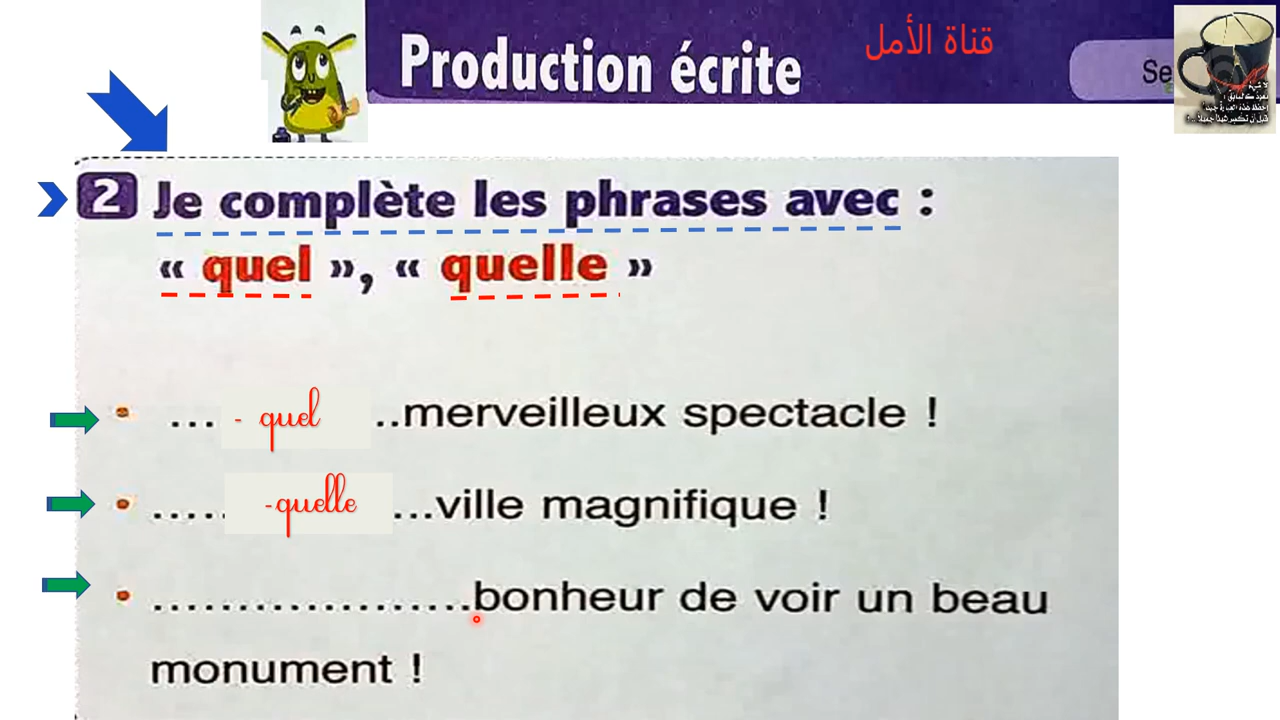 Production écrite
قناة الأمل
Se
2 Je complète les phrases avec :
« quel », « quelle »
• ... - quel ..merveilleux spectacle !
• ..... -quelle ...ville magnifique !
• ...................bonheur de voir un beau
monument !